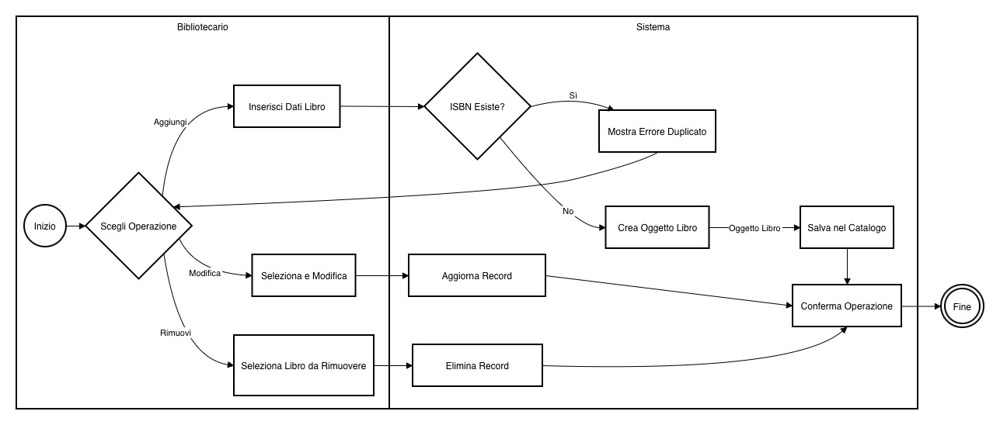 Bibliotecario
Sistema
Inserisci Dati Libro
ISBN Esiste?
Sì
Mostra Errore Duplicato
Aggiungi
No
Inizio
Scegli Operazione
Crea Oggetto Libro
Oggetto Libro
Salva nel Catalogo
Modifica
Seleziona e Modifica
Aggiorna Record
Conferma Operazione
Fine
Rimuovi
Seleziona Libro da Rimuovere
Elimina Record